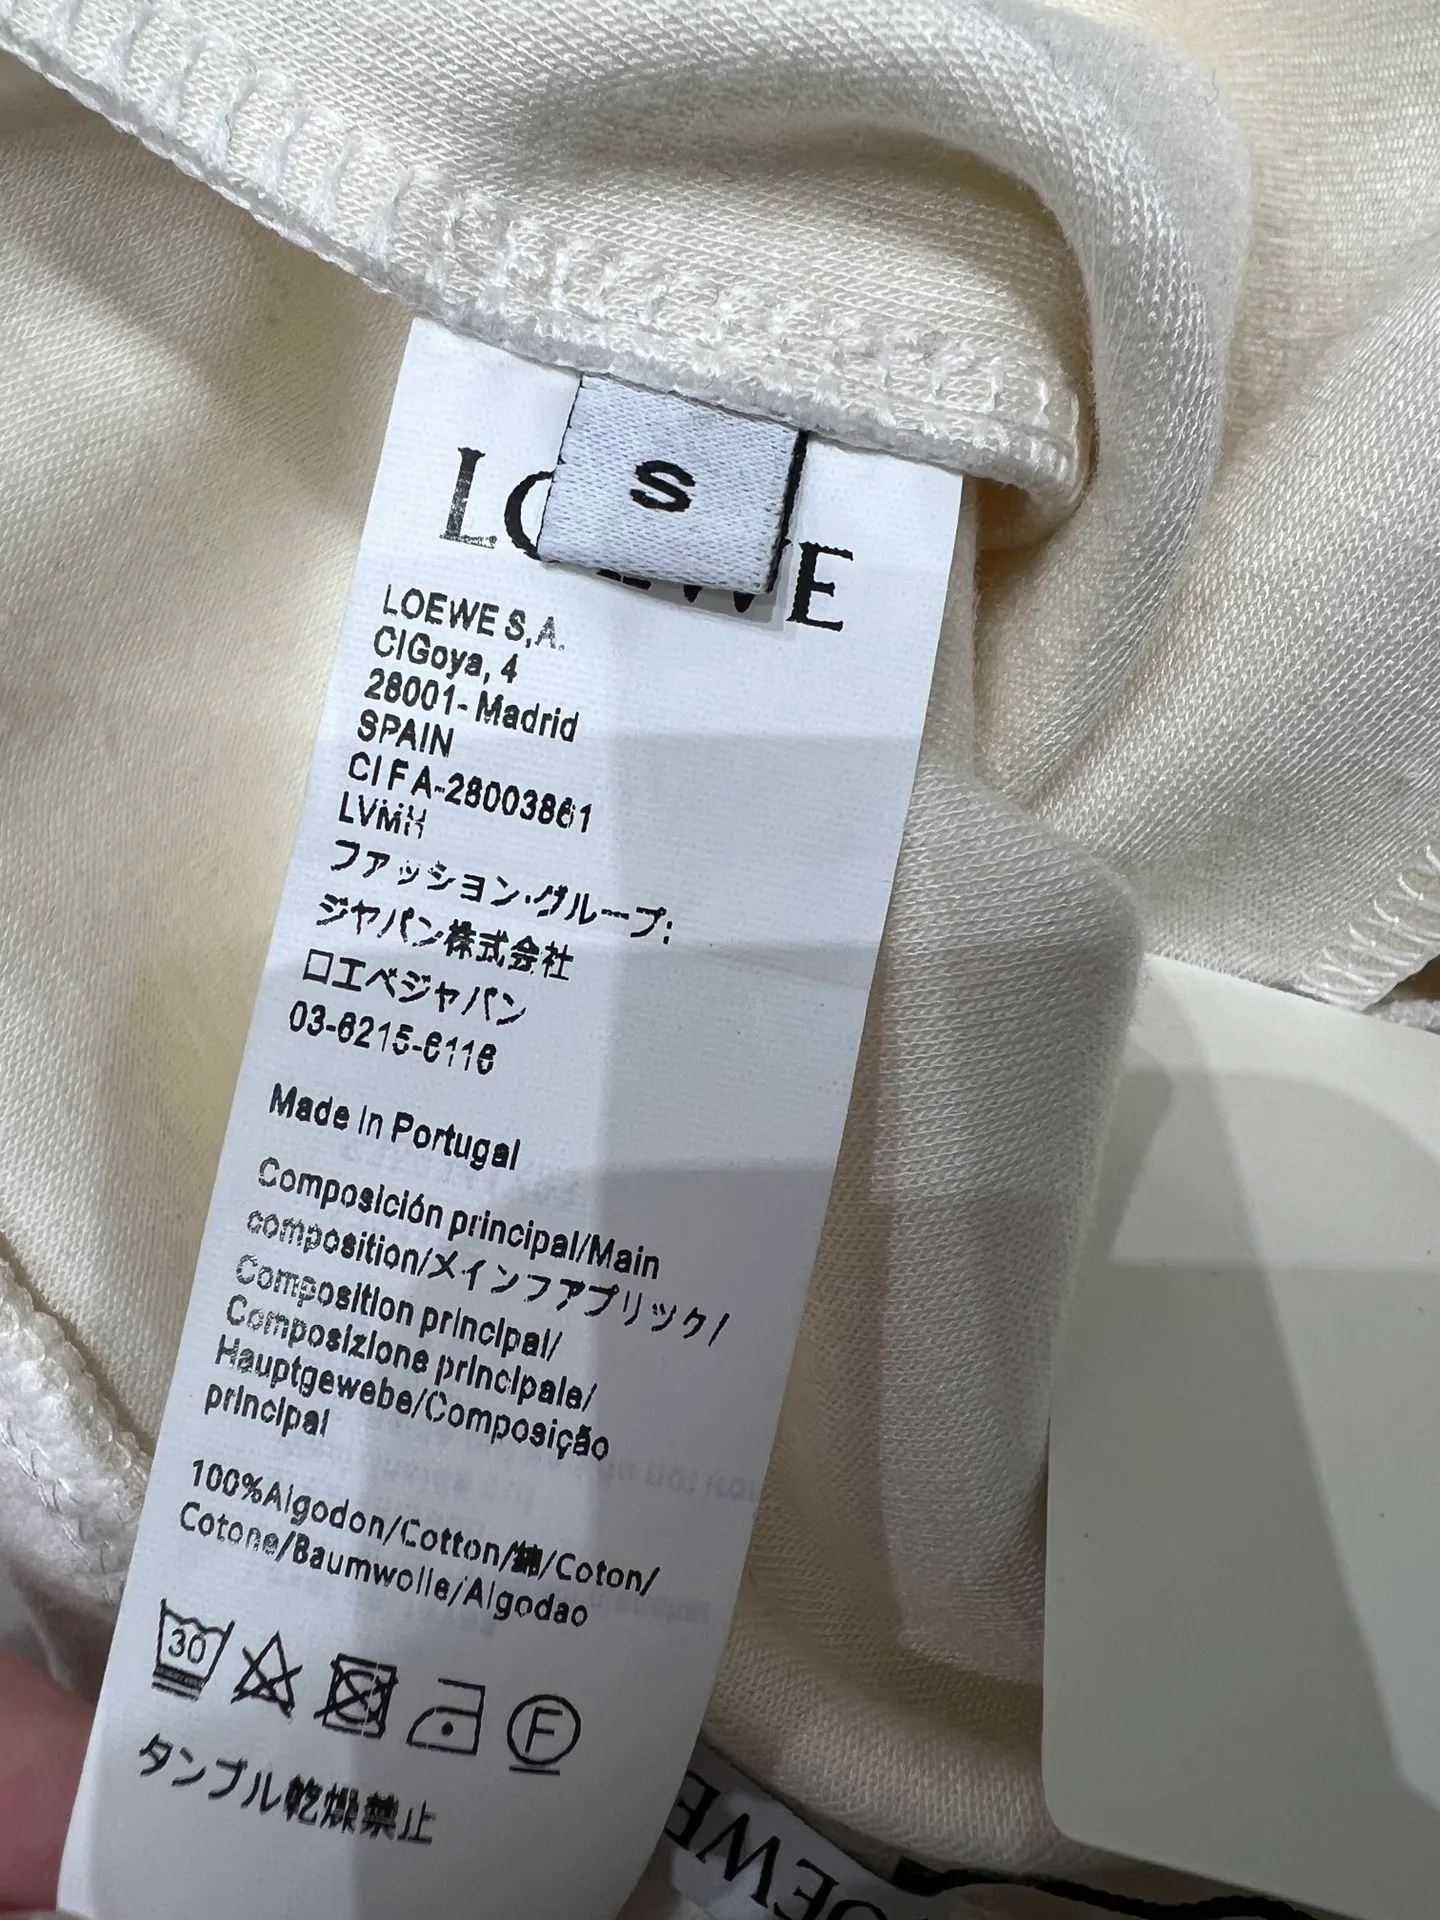 S
LOEWE
LOEWE S,A.
CIGoya, 4
28001- Madrid
SPAIN
CIFA-28003861
LVMH
ファッション・グループ:
ジャパン株式会社
ロエベジャパン
03-6215-6116
Made in Portugal
Composición principal/Main
composition/メインファブリック/
Composition principal/
Composizione principale/
Hauptgewebe/Composição
principal
100%Algodon/Cotton/綿/Coton/
Cotone/Baumwolle/Algodao
30
F
タンブル乾燥禁止
LOEWE